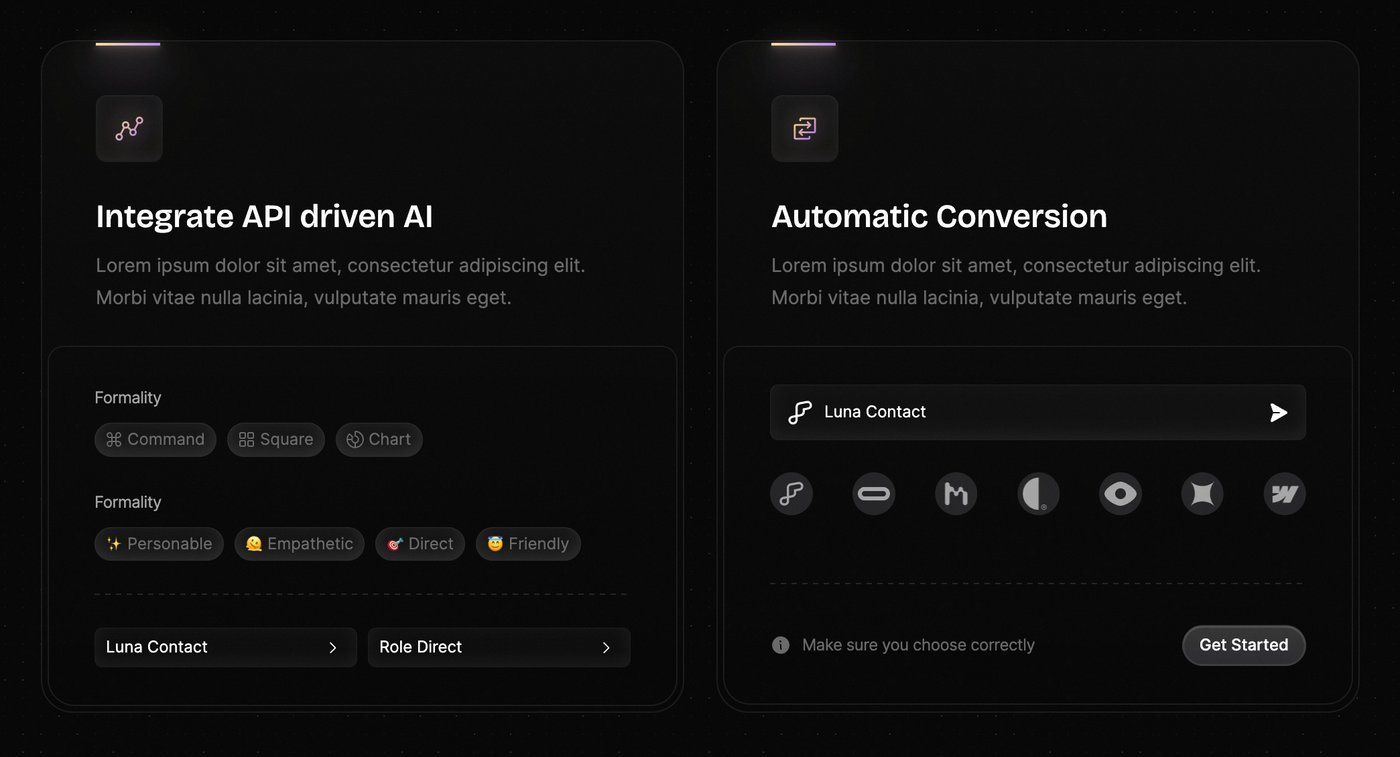 Integrate API driven AI
Lorem ipsum dolor sit amet, consectetur adipiscing elit.
Morbi vitae nulla lacinia, vulputate mauris eget.
Formality
Command Square Chart
Formality
Personable Empathetic Direct Friendly
Luna Contact
Role Direct
Automatic Conversion
Lorem ipsum dolor sit amet, consectetur adipiscing elit.
Morbi vitae nulla lacinia, vulputate mauris eget.
Luna Contact
Make sure you choose correctly
Get Started